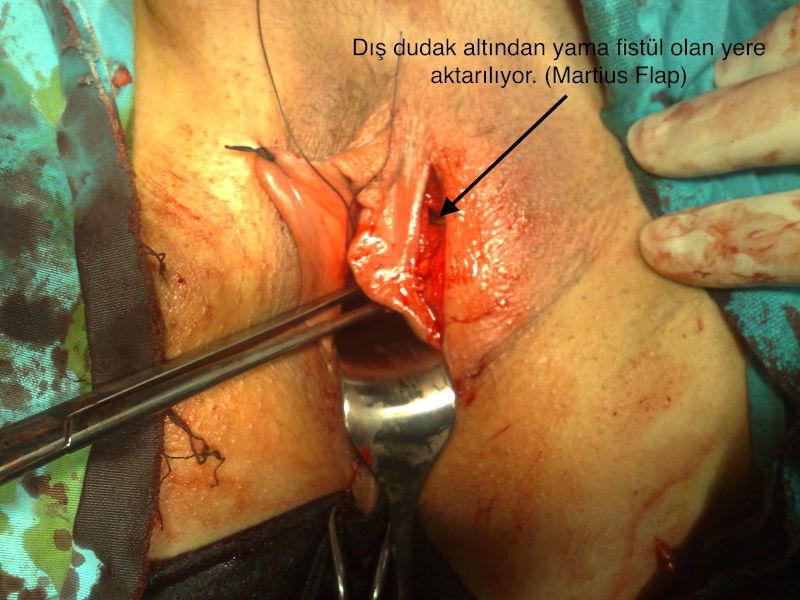 Dış dudak altından yama fistül olan yere
aktarılıyor. (Martius Flap)